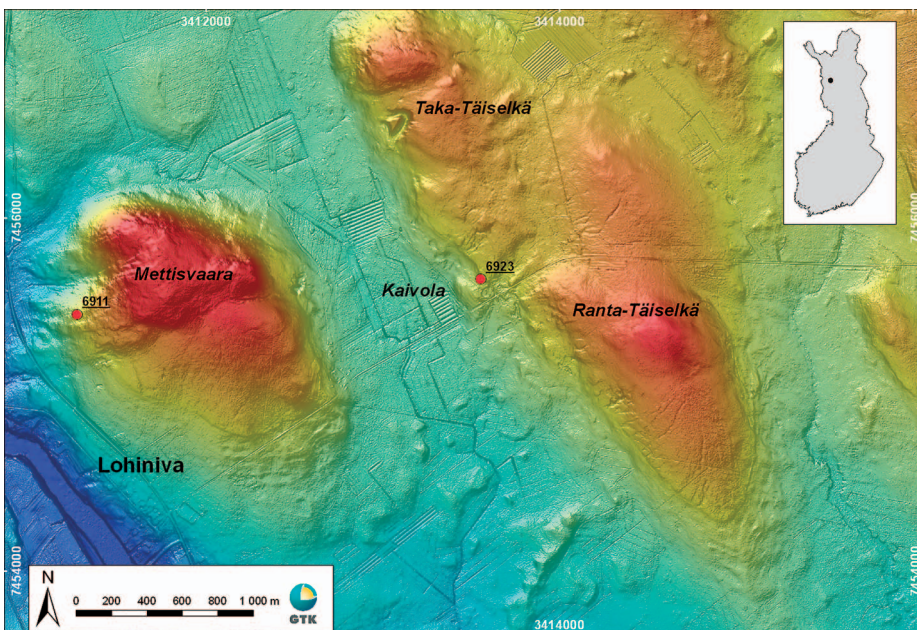 3412000
3414000
Taka-Täiselkä
7456000
Mettisvaara
6923
Kaivola
6911
Ranta-Täiselkä
Lohiniva
7454000
7454000
N
0 200 400 600 800 1 000 m
GTK
3414000